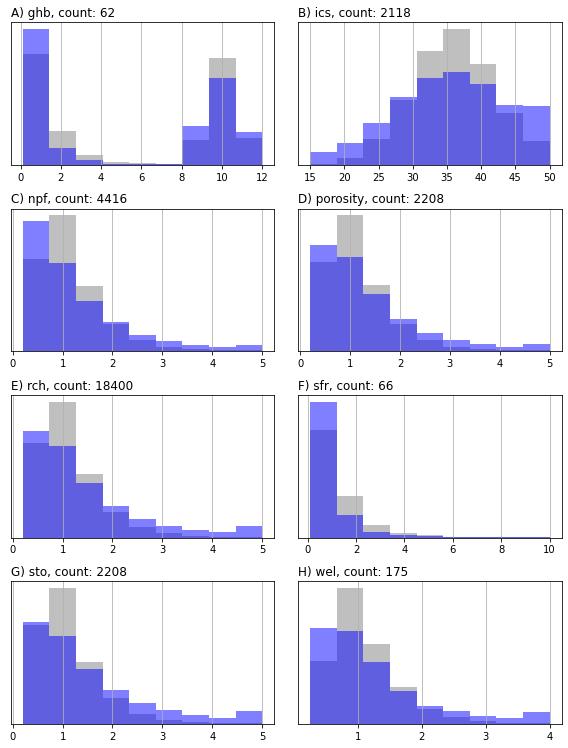 A) ghb, count: 62
0 2 4 6 8 10 12
B) ics, count: 2118
15 20 25 30 35 40 45 50
C) npf, count: 4416
0 1 2 3 4 5
D) porosity, count: 2208
0 1 2 3 4 5
E) rch, count: 18400
0 1 2 3 4 5
F) sfr, count: 66
0 2 4 6 8 10
G) sto, count: 2208
0 1 2 3 4 5
H) wel, count: 175
1 2 3 4